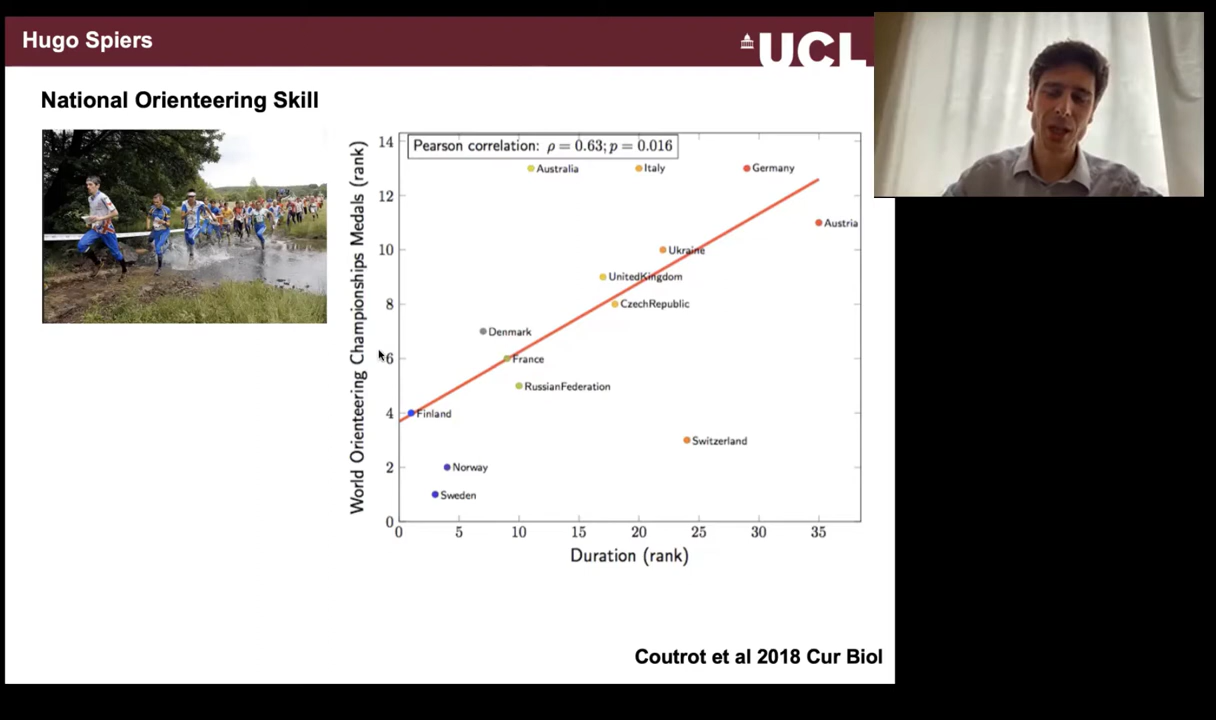 Hugo Spiers
UCL
National Orienteering Skill
Pearson correlation: ρ = 0.63; p = 0.016
World Orienteering Championships Medals (rank)
14
12
10
8
6
4
2
0
Australia
Italy
Germany
Austria
Ukraine
UnitedKingdom
CzechRepublic
Denmark
France
RussianFederation
Finland
Switzerland
Norway
Sweden
0 5 10 15 20 25 30 35
Duration (rank)
Coutrot et al 2018 Cur Biol